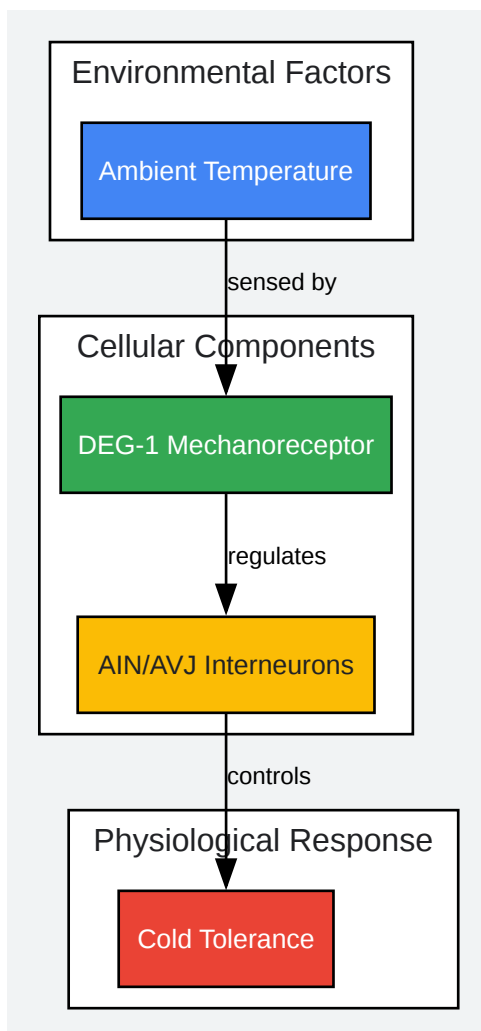 Environmental Factors
Ambient Temperature
sensed by
Cellular Components
DEG-1 Mechanoreceptor
regulates
AIN/AVJ Interneurons
controls
Physiological Response
Cold Tolerance